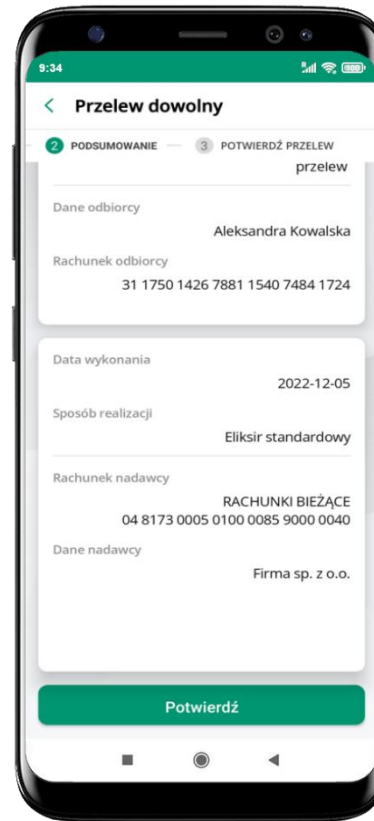 9:34
Przelew dowolny
2 PODSUMOWANIE 3 POTWIERDŹ PRZELEW
przelew
Dane odbiorcy
Aleksandra Kowalska
Rachunek odbiorcy
31 1750 1426 7881 1540 7484 1724
Data wykonania
2022-12-05
Sposób realizacji
Eliksir standardowy
Rachunek nadawcy
RACHUNKI BIEŻĄCE
04 8173 0005 0100 0085 9000 0040
Dane nadawcy
Firma sp. z o.o.
Potwierdź